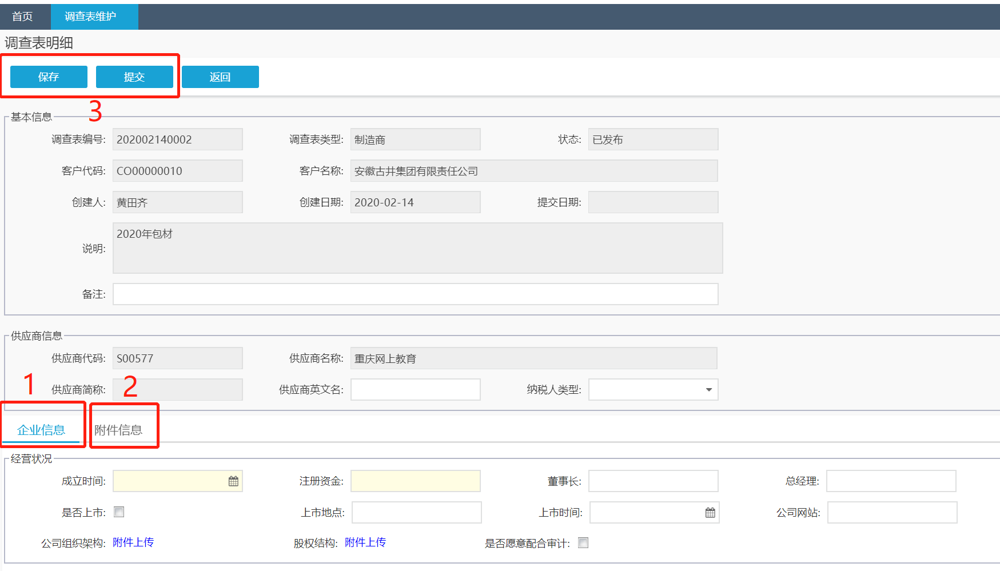 首页 调查表维护
调查表明细
保存 提交 返回
3
基本信息
调查表编号: 202002140002 调查表类型: 制造商 状态: 已发布
客户代码: CO00000010 客户名称: 安徽古井集团有限责任公司
创建人: 黄田齐 创建日期: 2020-02-14 提交日期:
说明: 2020年包材
备注:
供应商信息
供应商代码: S00577 供应商名称: 重庆网上教育
1 供应商简称: 2 供应商英文名: 纳税人类型:
企业信息 附件信息
经营状况
成立时间: 注册资金: 董事长: 总经理:
是否上市: 上市地点: 上市时间: 公司网站:
公司组织架构: 附件上传 股权结构: 附件上传 是否愿意配合审计: